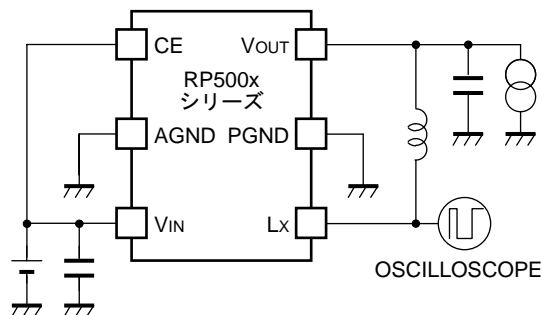 CE
VOUT
RP500x
シリーズ
AGND
PGND
VIN
LX
OSCILLOSCOPE